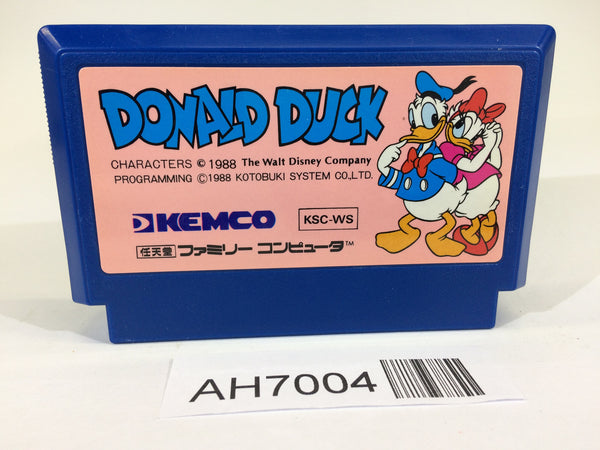 DONALD DUCK
CHARACTERS © 1988 The Walt Disney Company
PROGRAMMING ©1988 KOTOBUKI SYSTEM CO.,LTD.
KEMCO KSC-WS
任天堂 ファミリー コンピュータ™
AH7004